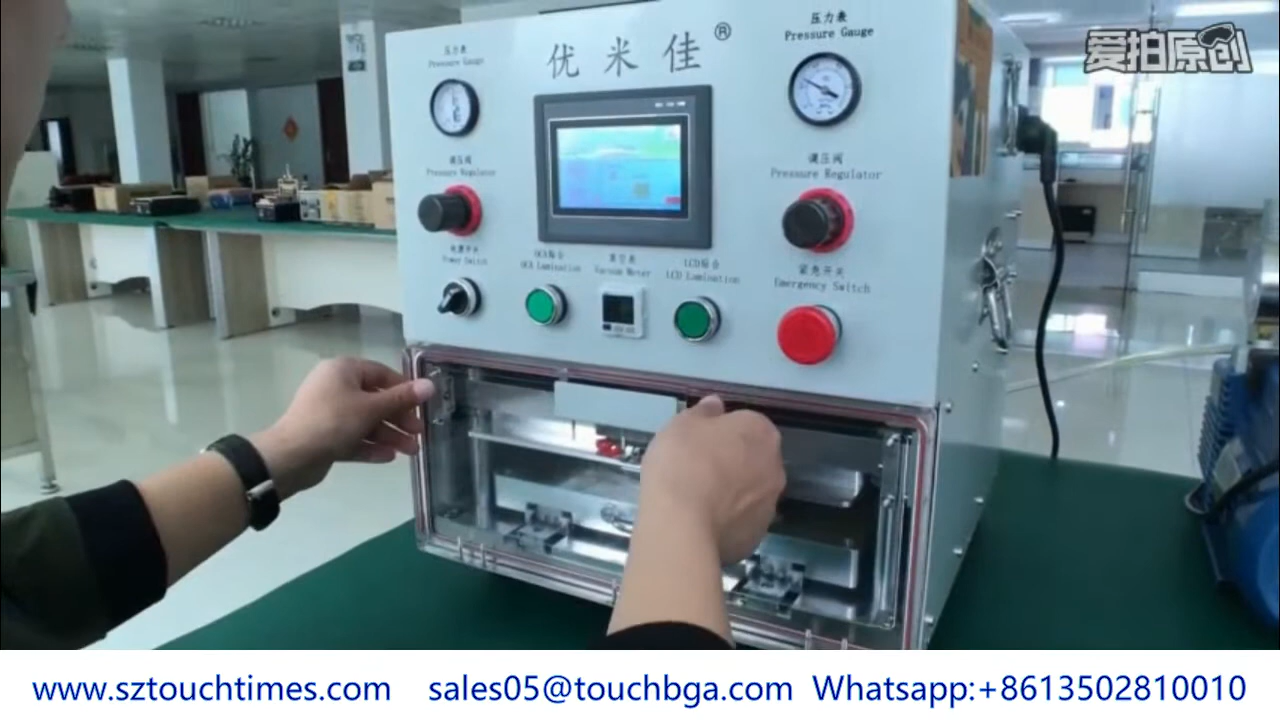 爱拍原创
压力表
Pressure Gauge
优米佳®
压力表
Pressure Gauge
调压阀
Pressure Regulator
调压阀
Pressure Regulator
电源开关
Power Switch
OCA贴合
OCA Lamination
真空表
Vacuum Meter
LCD贴合
LCD Lamination
紧急开关
Emergency Switch
www.sztouchtimes.com sales05@touchbga.com Whatsapp:+8613502810010